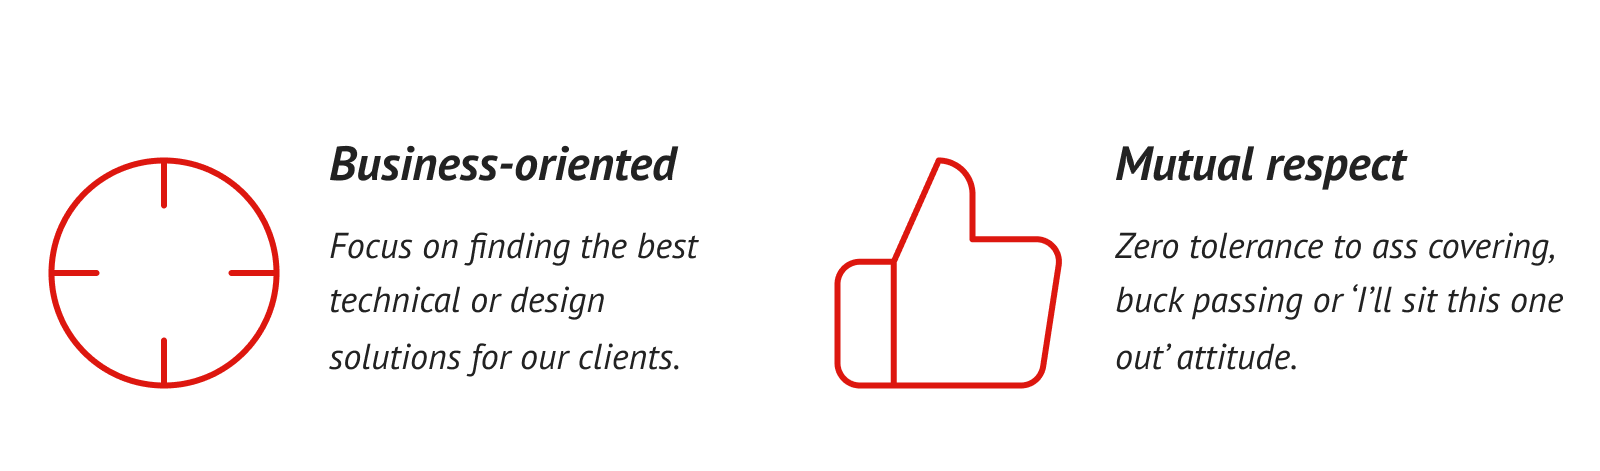 Business-oriented
Focus on finding the best
technical or design
solutions for our clients.
Mutual respect
Zero tolerance to ass covering,
buck passing or ‘I’ll sit this one
out’ attitude.